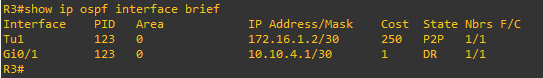 R3#show ip ospf interface brief
Interface    PID   Area            IP Address/Mask    Cost  State Nbrs F/C
Tu1          123   0               172.16.1.2/30      250   P2P   1/1
Gi0/1        123   0               10.10.4.1/30       1     DR    1/1
R3#